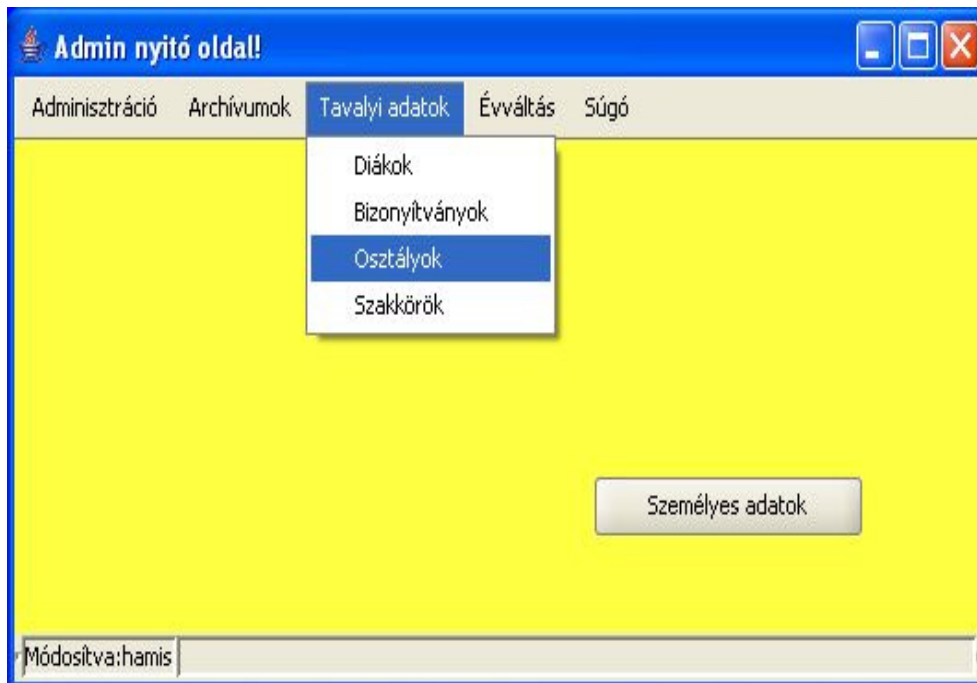 Admin nyitó oldal!
Adminisztráció Archívumok Tavalyi adatok Évváltás Súgó
Diákok
Bizonyítványok
Osztályok
Szakkörök
Személyes adatok
Módosítva:hamis